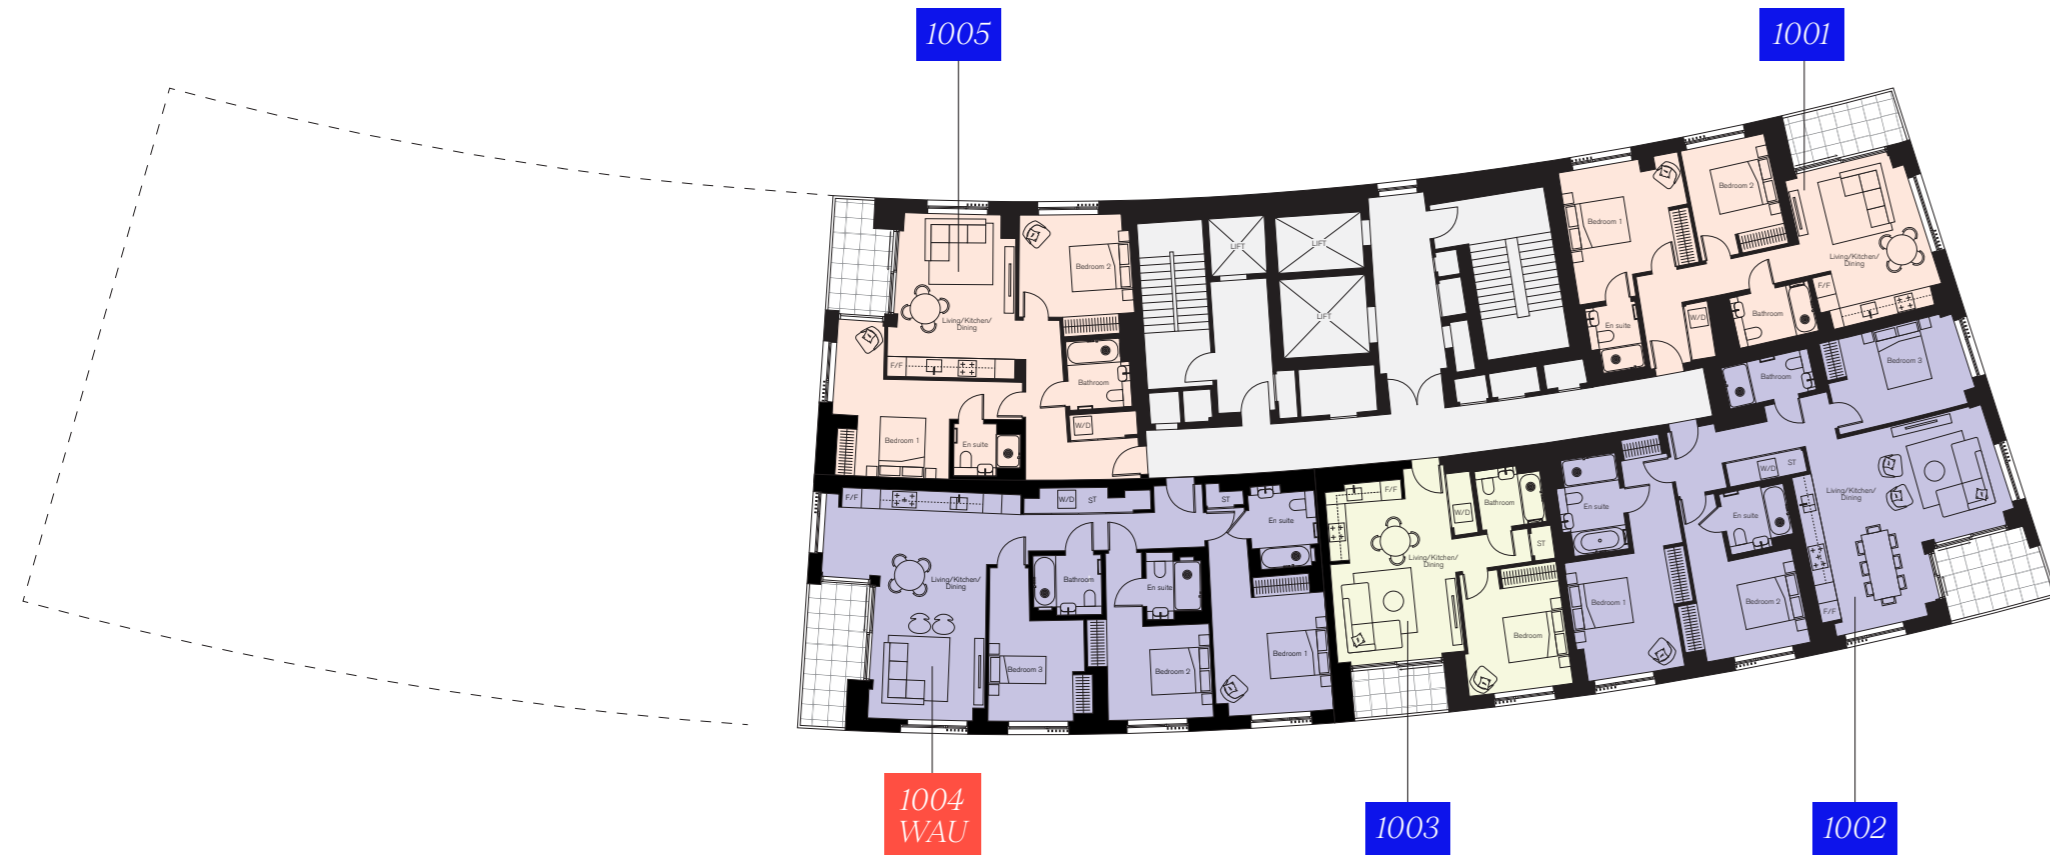 1005
1001
LIFT
LIFT
LIFT
Living/Kitchen/
Dining
Bedroom 2
F/F
Bathroom
W/D
Bedroom 1
En suite
Bedroom 1
Bedroom 2
Living/Kitchen/
Dining
F/F
Bathroom
W/D
En suite
F/F
W/D
ST
ST
En suite
Living/Kitchen/
Dining
Bathroom
En suite
Bedroom 3
Bedroom 2
Bedroom 1
F/F
W/D
Bathroom
ST
Living/Kitchen/
Dining
Bedroom
Bathroom
Bedroom 3
W/D
ST
Living/Kitchen/
Dining
En suite
En suite
Bedroom 1
Bedroom 2
F/F
1004
WAU
1003
1002